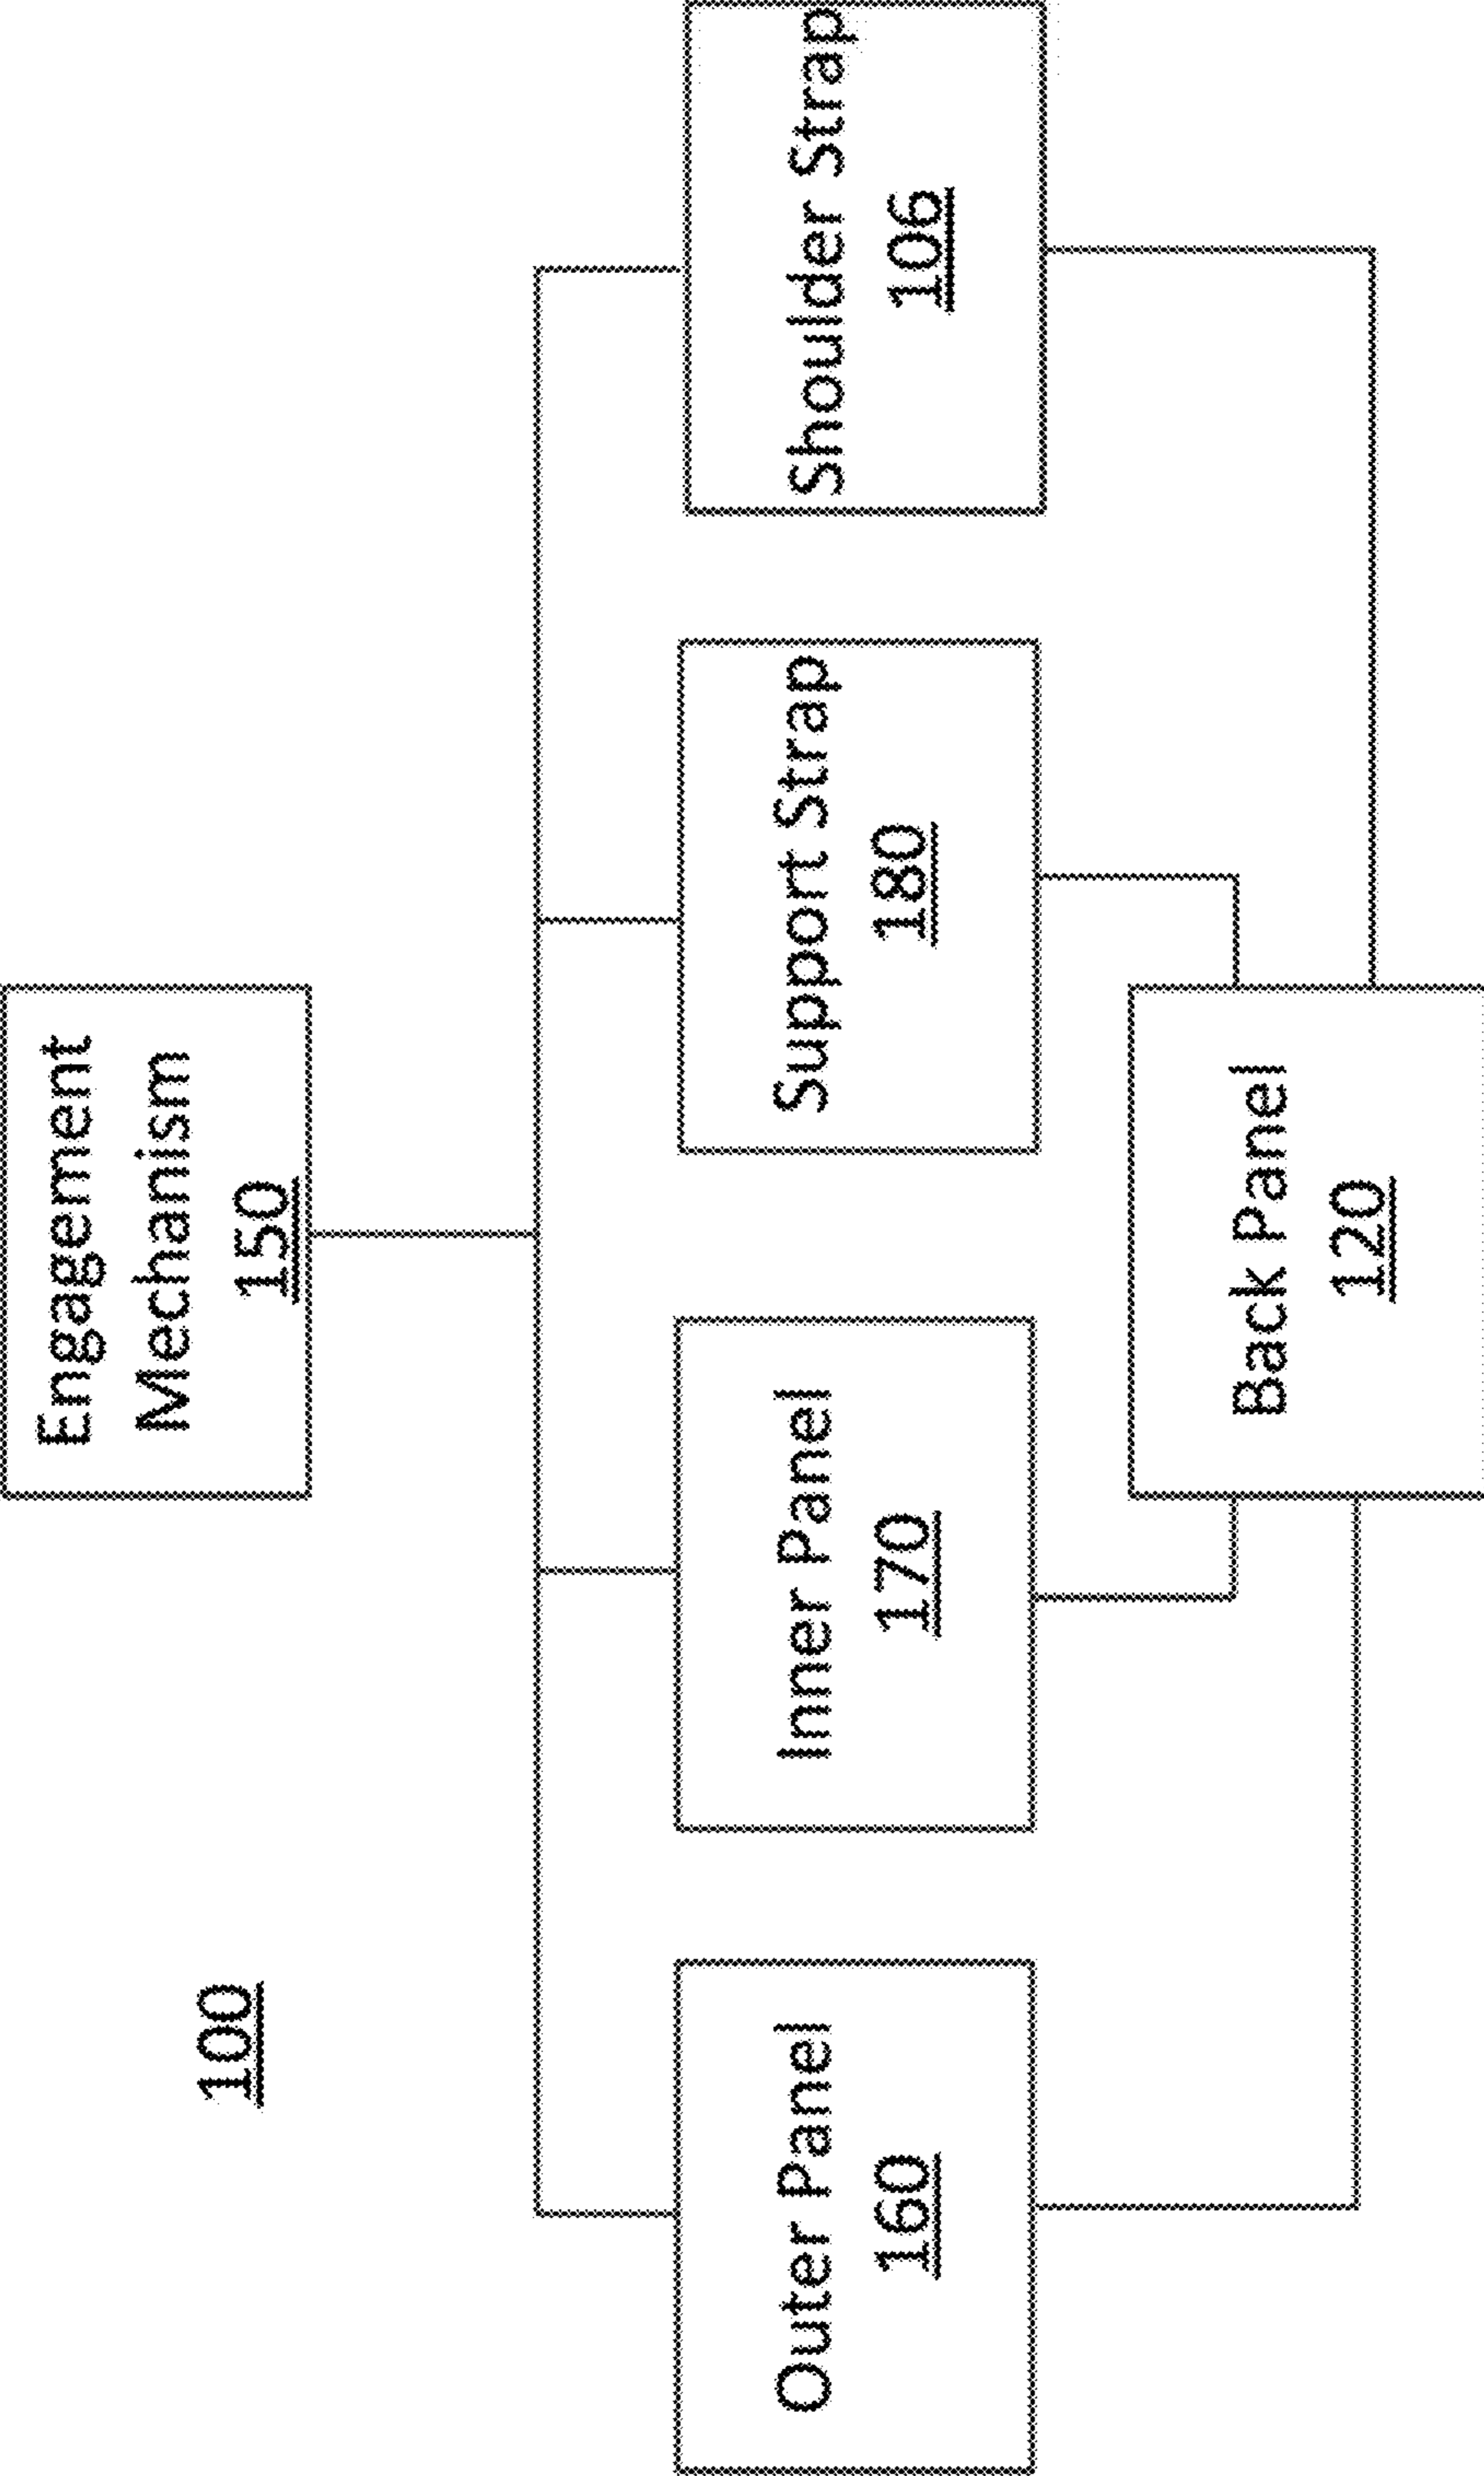 100
Engagement
Mechanism
150
Outer Panel
160
Inner Panel
170
Support Strap
180
Shoulder Strap
106
Back Panel
120